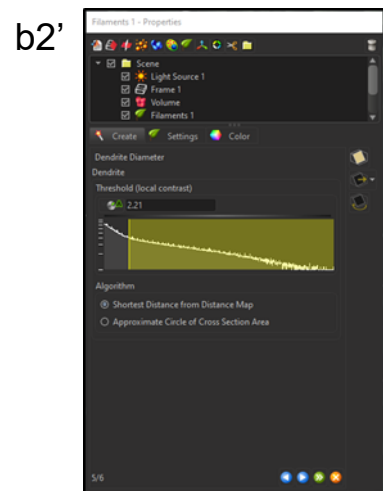 b2’
Filaments 1 - Properties
Scene
Light Source 1
Frame 1
Volume
Filaments 1
Create Settings Color
Dendrite Diameter
Dendrite
Threshold (local contrast)
2.21
Algorithm
Shortest Distance from Distance Map
Approximate Circle of Cross Section Area
5/6